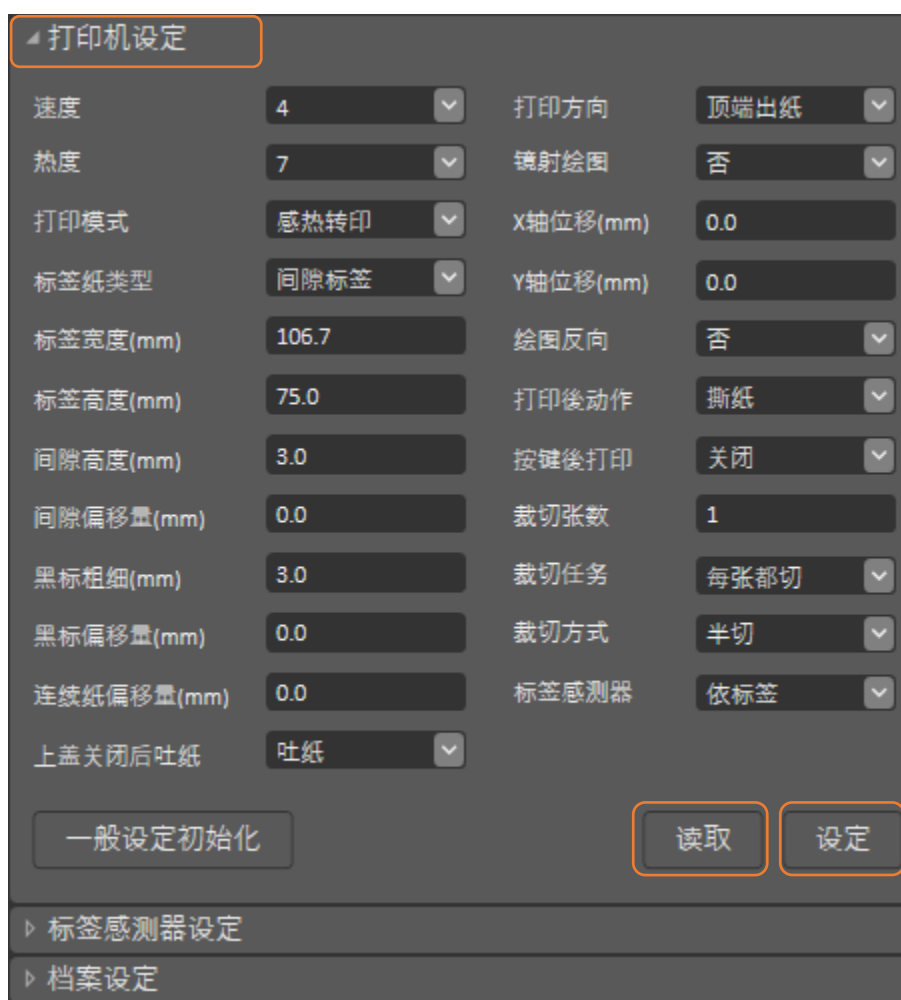 打印机设定
速度 4 打印方向 顶端出纸
热度 7 镜射绘图 否
打印模式 感热转印 X轴位移(mm) 0.0
标签纸类型 间隙标签 Y轴位移(mm) 0.0
标签宽度(mm) 106.7 绘图反向 否
标签高度(mm) 75.0 打印後动作 撕纸
间隙高度(mm) 3.0 按键後打印 关闭
间隙偏移量(mm) 0.0 裁切张数 1
黑标粗细(mm) 3.0 裁切任务 每张都切
黑标偏移量(mm) 0.0 裁切方式 半切
连续纸偏移量(mm) 0.0 标签感测器 依标签
上盖关闭后吐纸 吐纸
一般设定初始化 读取 设定
标签感测器设定
档案设定